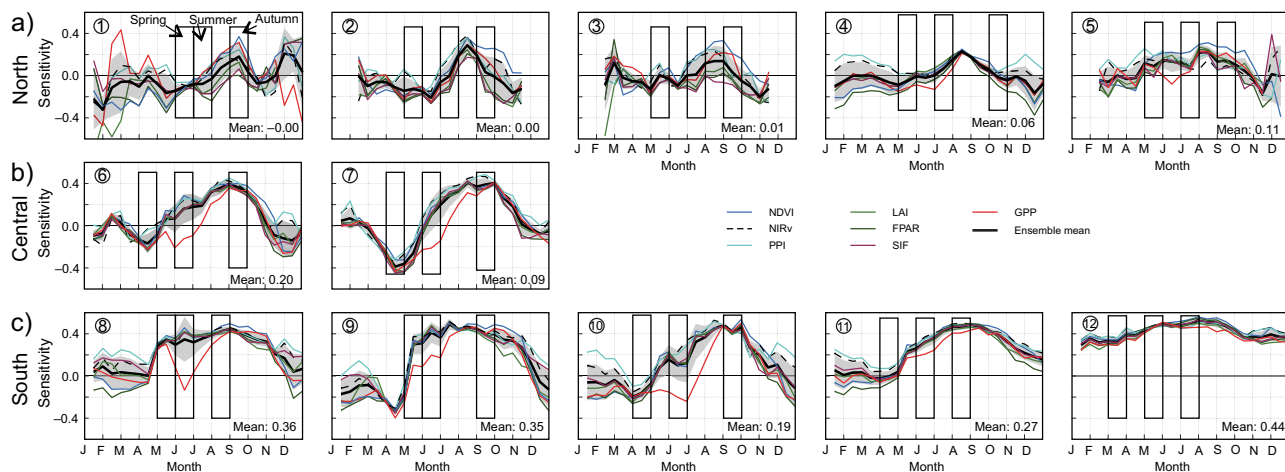 a)
North
Sensitivity
0.4
0.0
−0.4
① Spring Summer Autumn
Mean: −0.00
②
0.00
③
0.01
④
0.06
⑤
Mean: 0.11
J F M A M J J A S O N D
Month
J F M A M J J A S O N D
Month
J F M A M J J A S O N D
Month
b)
Central
Sensitivity
0.4
0.0
−0.4
⑥
Mean: 0.20
⑦
Mean: 0.09
NDVI
NIRv
PPI
LAI
FPAR
SIF
GPP
Ensemble mean
c)
South
Sensitivity
0.4
0.0
−0.4
⑧
Mean: 0.36
⑨
Mean: 0.35
⑩
Mean: 0.19
⑪
Mean: 0.27
⑫
Mean: 0.44
J F M A M J J A S O N D
Month
J F M A M J J A S O N D
Month
J F M A M J J A S O N D
Month
J F M A M J J A S O N D
Month
J F M A M J J A S O N D
Month